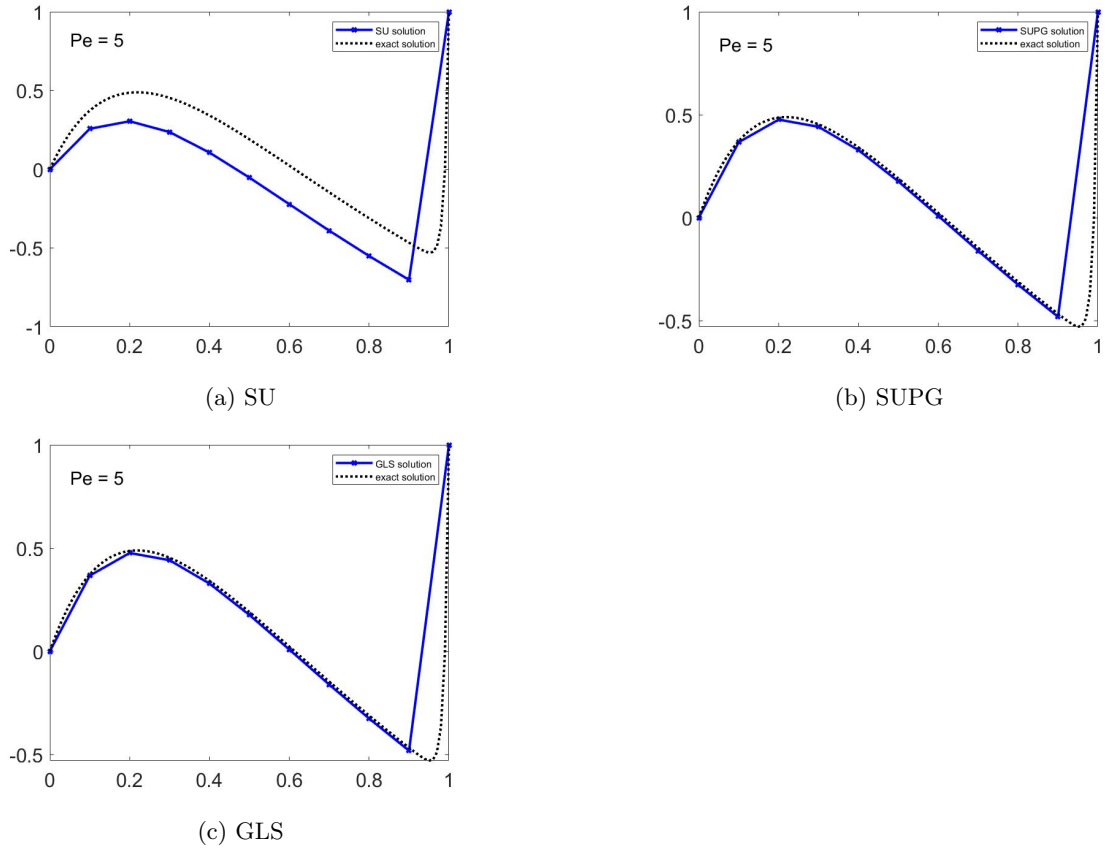 1
0.5
0
-0.5
-1
Pe = 5
SU solution
exact solution
0 0.2 0.4 0.6 0.8 1
(a) SU
1
0.5
0
-0.5
Pe = 5
SUPG solution
exact solution
0 0.2 0.4 0.6 0.8 1
(b) SUPG
1
0.5
0
-0.5
Pe = 5
GLS solution
exact solution
0 0.2 0.4 0.6 0.8 1
(c) GLS